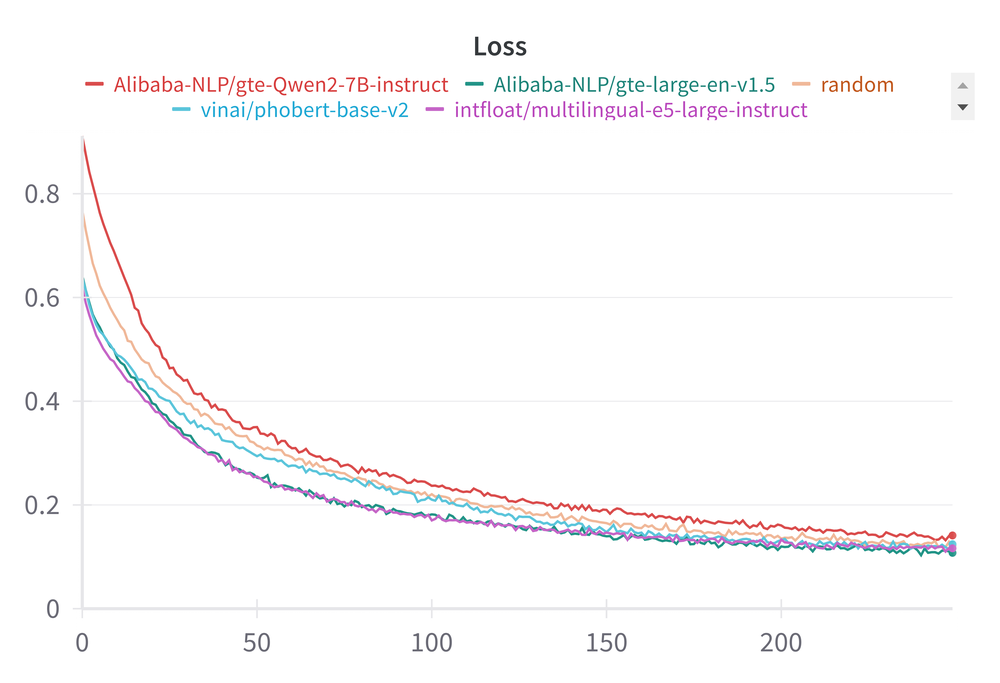 Loss
Alibaba-NLP/gte-Qwen2-7B-instruct Alibaba-NLP/gte-large-en-v1.5 random
vinai/phobert-base-v2 intfloat/multilingual-e5-large-instruct
0.8
0.6
0.4
0.2
0
0 50 100 150 200